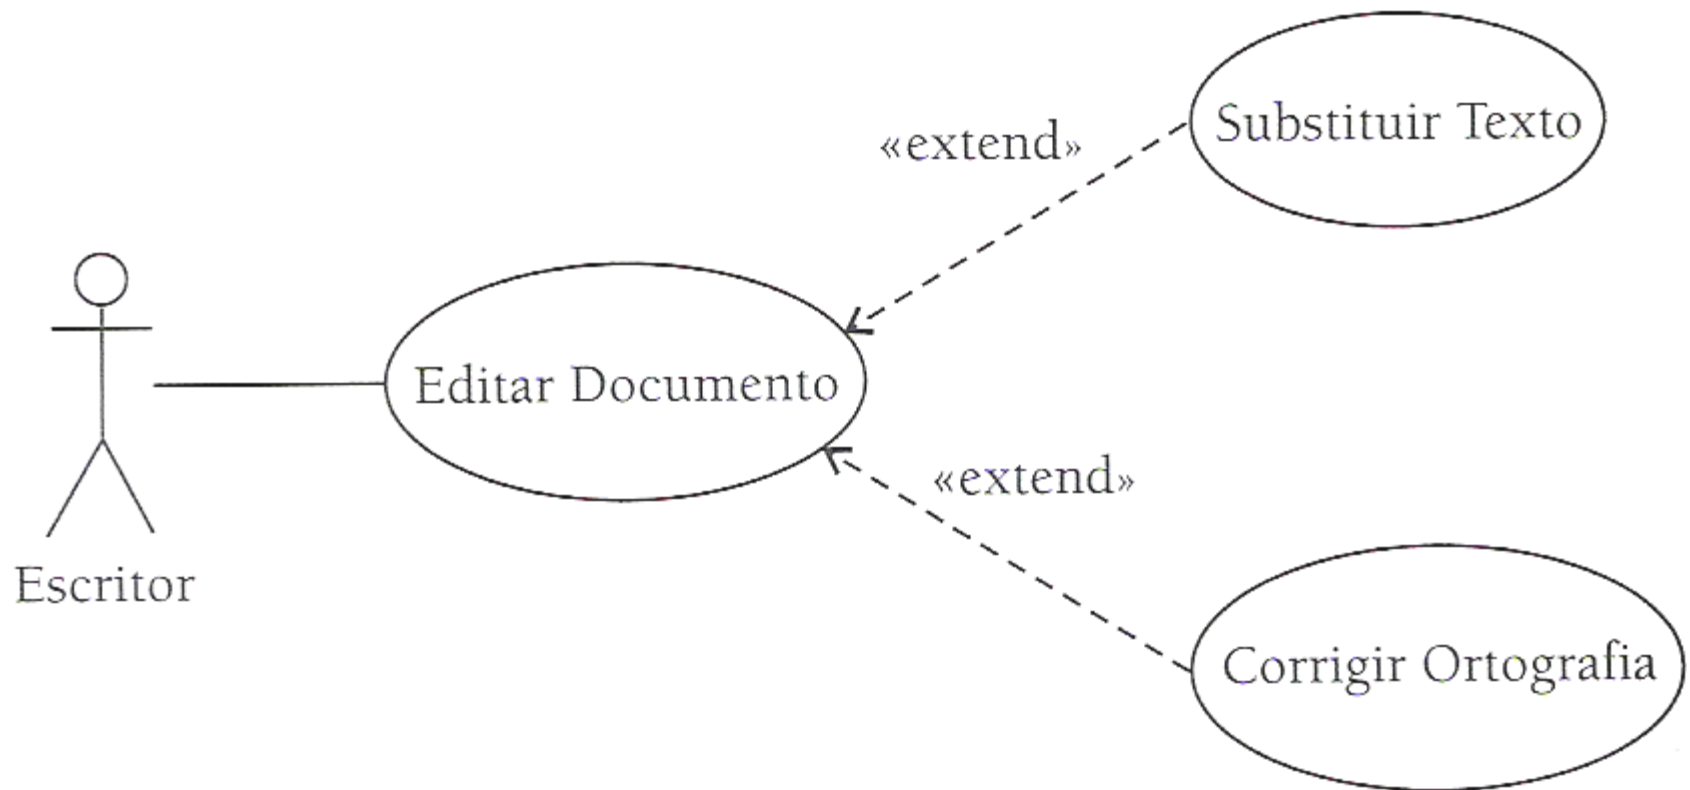 Substituir Texto
«extend»
Editar Documento
«extend»
Escritor
Corrigir Ortografia